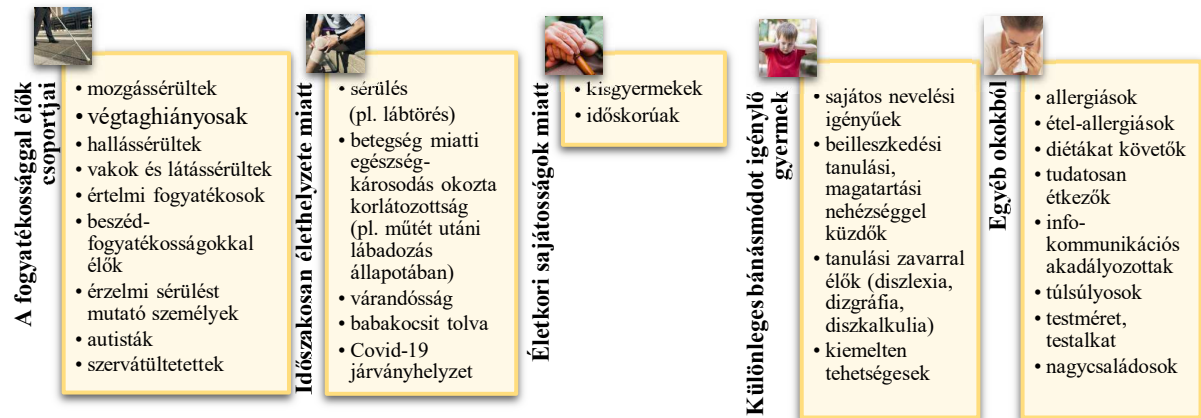 A fogyatékossággal élők
csoportjai
• mozgássérültek
• végtaghiányosak
• hallássérültek
• vakok és látássérültek
• értelmi fogyatékosok
• beszéd-
fogyatékosságokkal
élők
• érzelmi sérülést
mutató személyek
• autisták
• szervátültetettek
Időszakosan élethelyzete miatt
• sérülés
(pl. lábtörés)
• betegség miatti
egészség-
károsodás okozta
korlátozottság
(pl. műtét utáni
lábadozás
állapotában)
• várandósság
• babakocsit tolva
• Covid-19
járványhelyzet
Életkori sajátosságok miatt
• kisgyermekek
• időskorúak
Különleges bánásmódot igénylő
gyermek
• sajátos nevelési
igényűek
• beilleszkedési
tanulási,
magatartási
nehézséggel
küzdők
• tanulási zavarral
élők (diszlexia,
dizgráfia,
diszkalkulia)
• kiemelten
tehetségesek
Egyéb okokból
• allergiások
• étel-allergiások
• diétákat követők
• tudatosan
étkezők
• info-
kommunikációs
akadályozottak
• túlsúlyosok
• testméret,
testalkat
• nagycsaládosok